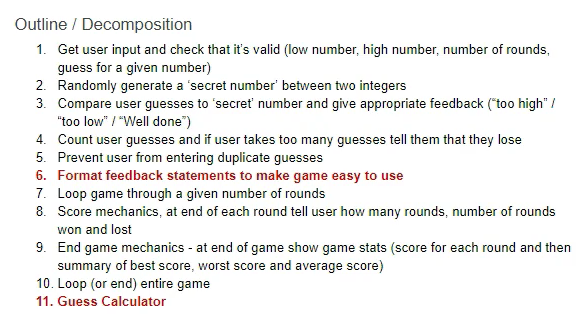 Outline / Decomposition
1. Get user input and check that it's valid (low number, high number, number of rounds,
guess for a given number)
2. Randomly generate a 'secret number' between two integers
3. Compare user guesses to 'secret' number and give appropriate feedback ("too high" /
"too low" / "Well done")
4. Count user guesses and if user takes too many guesses tell them that they lose
5. Prevent user from entering duplicate guesses
6. Format feedback statements to make game easy to use
7. Loop game through a given number of rounds
8. Score mechanics, at end of each round tell user how many rounds, number of rounds
won and lost
9. End game mechanics - at end of game show game stats (score for each round and then
summary of best score, worst score and average score)
10. Loop (or end) entire game
11. Guess Calculator